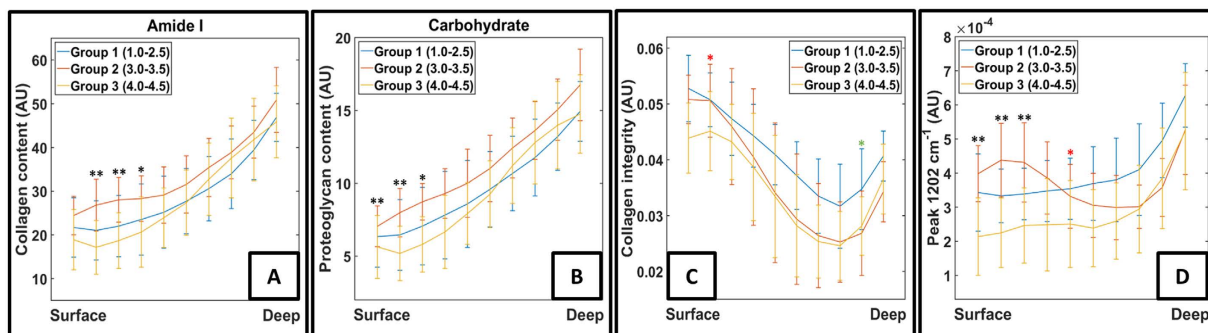 Amide I
Collagen content (AU)
60
50
40
30
20
10
Group 1 (1.0-2.5)
Group 2 (3.0-3.5)
Group 3 (4.0-4.5)
**
**
**
*
A
Surface
Deep
Carbohydrate
Proteoglycan content (AU)
20
15
10
5
Group 1 (1.0-2.5)
Group 2 (3.0-3.5)
Group 3 (4.0-4.5)
**
**
*
B
Surface
Deep
Collagen integrity (AU)
0.06
0.05
0.04
0.03
0.02
Group 1 (1.0-2.5)
Group 2 (3.0-3.5)
Group 3 (4.0-4.5)
*
*
C
Surface
Deep
×10⁻⁴
Peak 1202 cm⁻¹ (AU)
8
7
6
5
4
3
2
1
Group 1 (1.0-2.5)
Group 2 (3.0-3.5)
Group 3 (4.0-4.5)
**
**
**
*
D
Surface
Deep